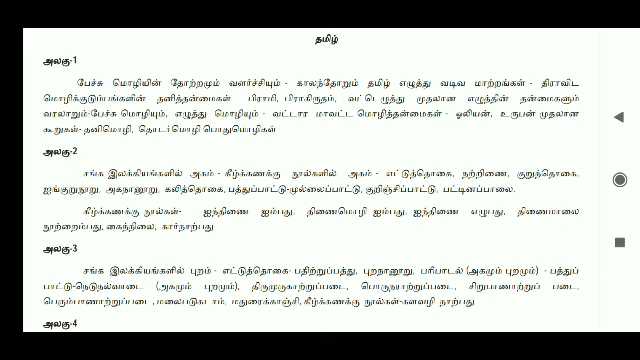 தமிழ்
அலகு-1
பேச்சு மொழியின் தோற்றமும் வளர்ச்சியும் - காலந்தோறும் தமிழ் எழுத்து வடிவ மாற்றங்கள் - திராவிட
மொழிக்குடும்பங்களின் தனித்தன்மைகள் பிராமி, பிராகிருதம், வட்டெழுத்து முதலான எழுத்தின் தன்மைகளும்
வரலாறும்-பேச்சு மொழியும், எழுத்து மொழியும் - வட்டார மாவட்ட மொழித்தன்மைகள் - ஒலியன், உருபன் முதலான
கூறுகள்- தனிமொழி, தொடர்மொழி பொதுமொழிகள்
அலகு-2
சங்க இலக்கியங்களில் அகம் - கீழ்க்கணக்கு நூல்களில் அகம் - எட்டுத்தொகை, நற்றிணை, குறுந்தொகை,
ஐங்குறுநூறு, அகநானூறு, கலித்தொகை, பத்துப்பாட்டு-முல்லைப்பாட்டு, குறிஞ்சிப்பாட்டு, பட்டினப்பாலை.
கீழ்க்கணக்கு நூல்கள்- ஐந்திணை ஐம்பது, திணைமொழி ஐம்பது, ஐந்திணை எழுபது, திணைமாலை
நூற்றைம்பது, கைந்திலை, கார்நாற்பது
அலகு-3
சங்க இலக்கியங்களில் புறம் - எட்டுத்தொகை- பதிற்றுப்பத்து, புறநானூறு, பரிபாடல் (அகமும் புறமும்) - பத்துப்
பாட்டு-நெடுநல்வாடை (அகமும் புறமும்), திருமுருகாற்றுப்படை, பொருநராற்றுப்படை, சிறுபாணாற்றுப் படை,
பெரும்பாணாற்றுப்படை, மலைபடுகடாம், மதுரைக்காஞ்சி, கீழ்க்கணக்கு நூல்கள்-களவழி நாற்பது
அலகு-4